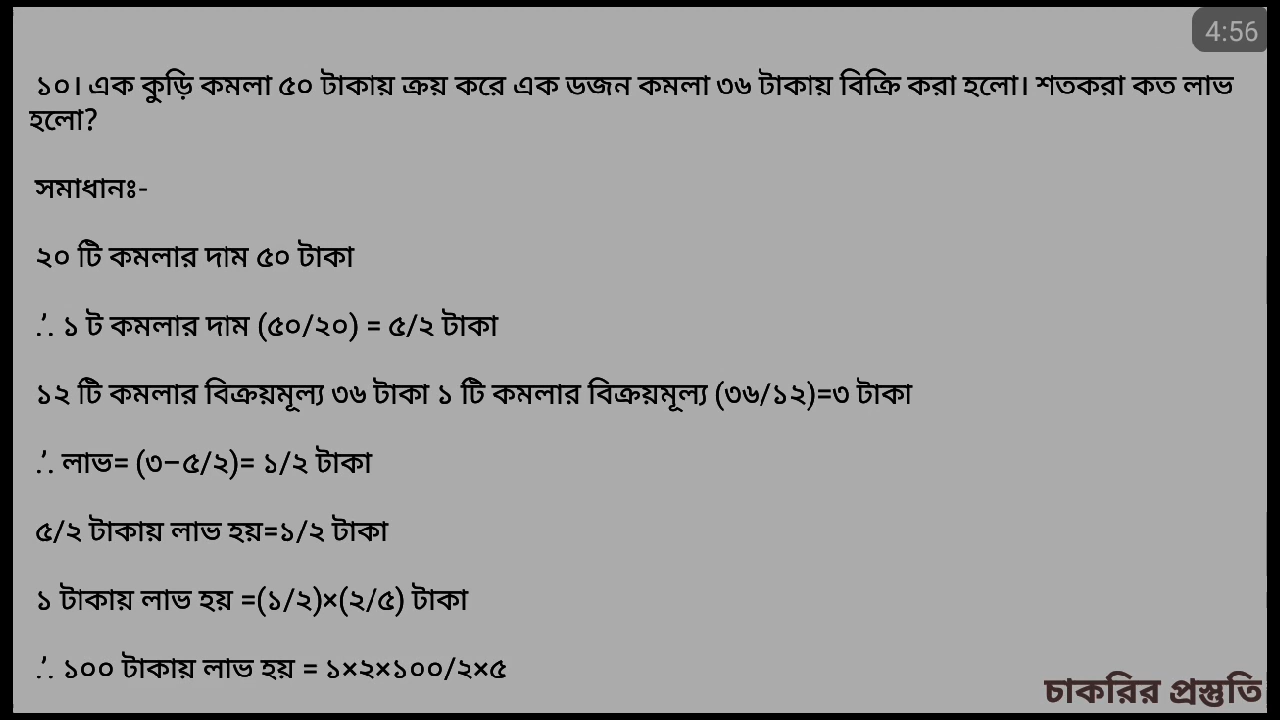 4:56
১০। এক কুড়ি কমলা ৫০ টাকায় ক্রয় করে এক ডজন কমলা ৩৬ টাকায় বিক্রি করা হলো। শতকরা কত লাভ
হলো?
সমাধানঃ-
২০ টি কমলার দাম ৫০ টাকা
∴ ১ ট কমলার দাম (৫০/২০) = ৫/২ টাকা
১২ টি কমলার বিক্রয়মূল্য ৩৬ টাকা ১ টি কমলার বিক্রয়মূল্য (৩৬/১২)=৩ টাকা
∴ লাভ= (৩−৫/২)= ১/২ টাকা
৫/২ টাকায় লাভ হয়=১/২ টাকা
১ টাকায় লাভ হয় =(১/২)×(২/৫) টাকা
∴ ১০০ টাকায় লাভ হয় = ১×২×১০০/২×৫
চাকরির প্রস্তুতি